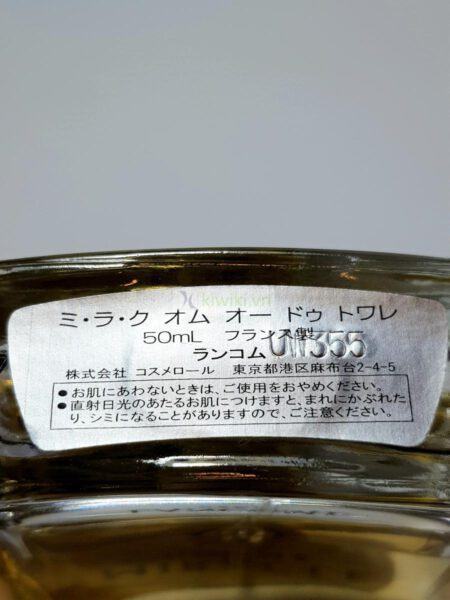 kiwiki.vn
ミ・ラ・ク オム オー ドゥ トワレ
50mL フランス製
ランコム UW355
株式会社 コスメロール 東京都港区麻布台2-4-5
●お肌にあわないときは、ご使用をおやめください。
●直射日光のあたるお肌につけますと、まれにかぶれた
り、シミになることがありますので、ご注意ください。